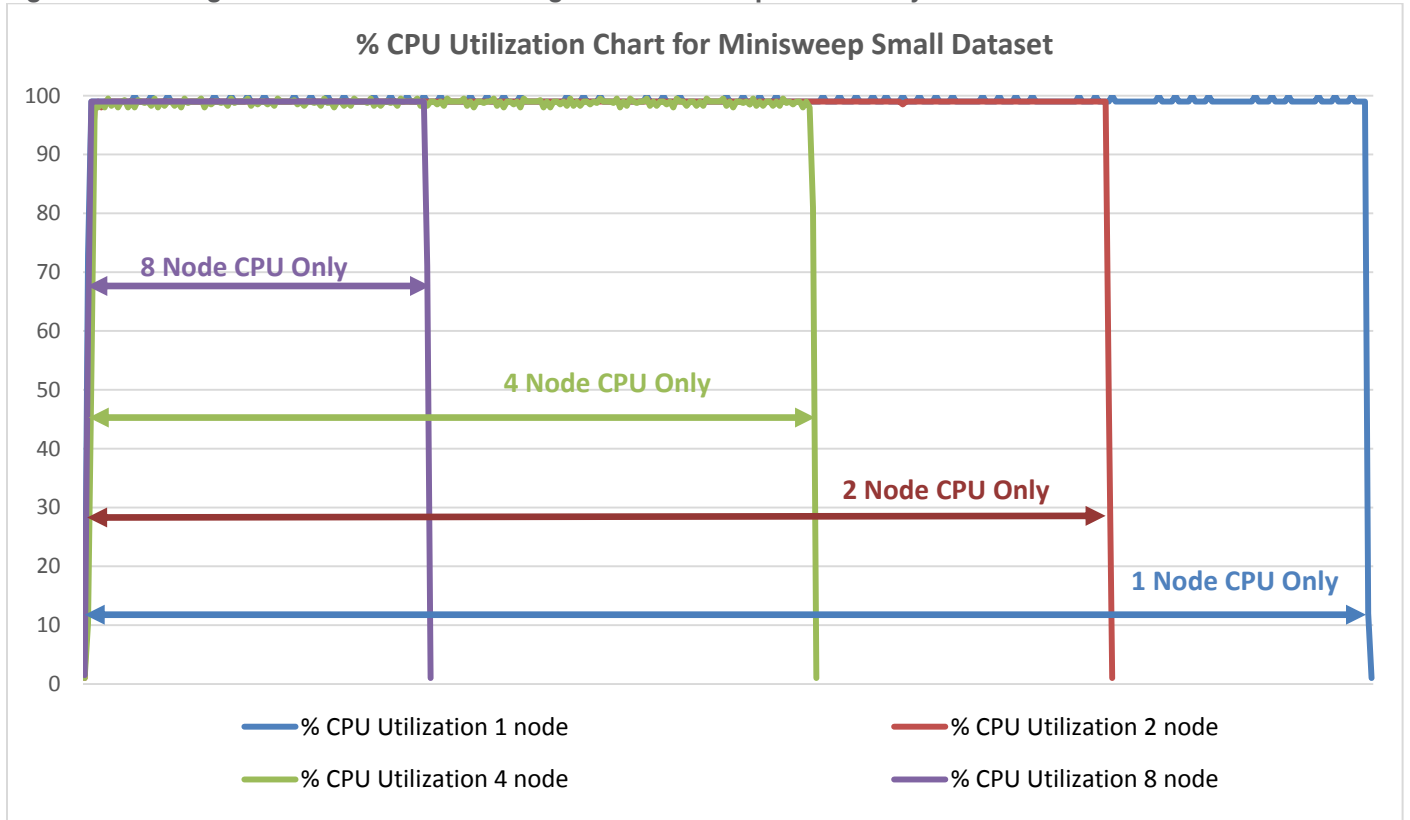 % CPU Utilization Chart for Minisweep Small Dataset
100
90
80
70
60
50
40
30
20
10
0
8 Node CPU Only
4 Node CPU Only
2 Node CPU Only
1 Node CPU Only
% CPU Utilization 1 node
% CPU Utilization 2 node
% CPU Utilization 4 node
% CPU Utilization 8 node